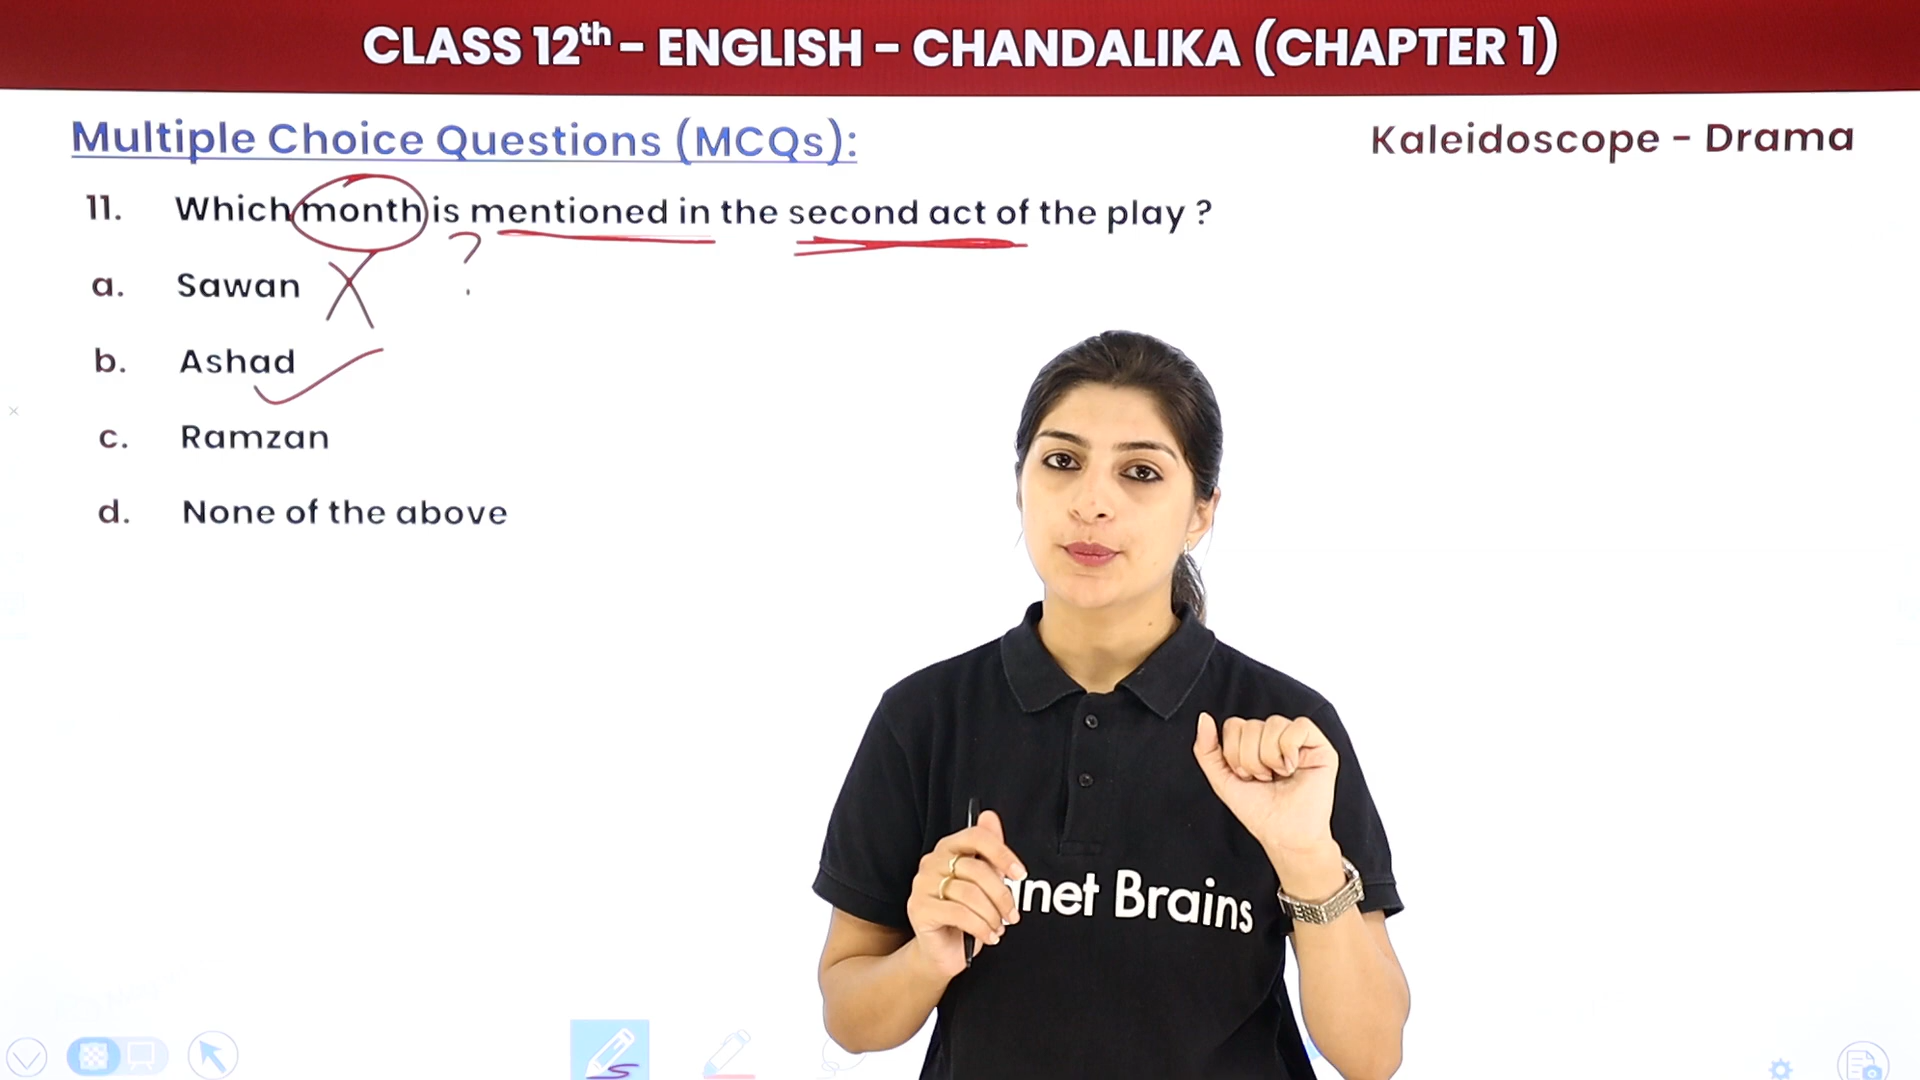 CLASS 12th - ENGLISH - CHANDALIKA (CHAPTER 1)
Multiple Choice Questions (MCQs):
Kaleidoscope - Drama
11. Which month is mentioned in the second act of the play ?
?
a. Sawan
b. Ashad
c. Ramzan
d. None of the above
anet Brains